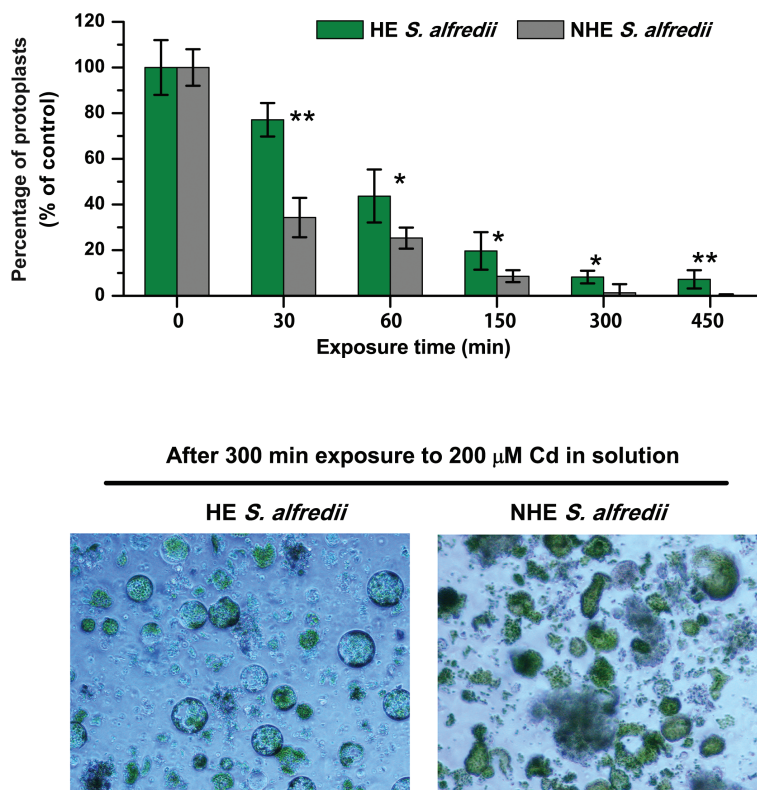 HE S. alfredii NHE S. alfredii
Percentage of protoplasts
(% of control)
120
100
80
60
40
20
0
**
*
*
*
**
0 30 60 150 300 450
Exposure time (min)
After 300 min exposure to 200 μM Cd in solution
HE S. alfredii NHE S. alfredii